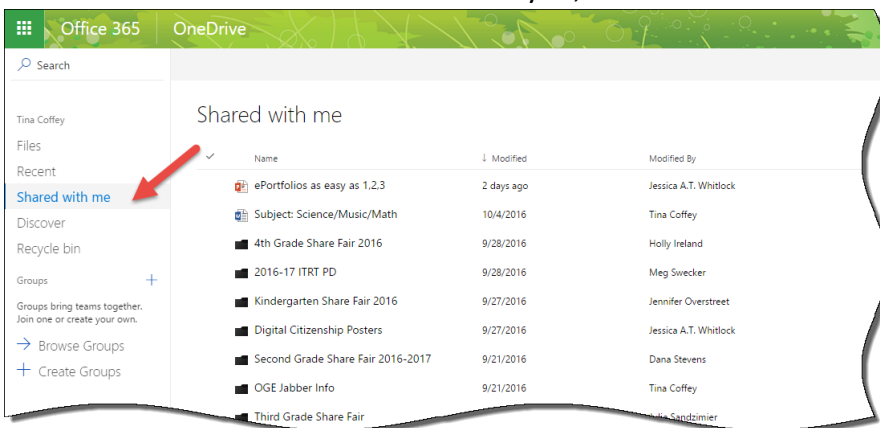 Office 365 OneDrive
Search
Tina Coffey
Files
Recent
Shared with me
Discover
Recycle bin
Groups +
Groups bring teams together.
Join one or create your own.
→ Browse Groups
+ Create Groups
Shared with me
Name ↓ Modified Modified By
ePortfolios as easy as 1,2,3 2 days ago Jessica A.T. Whitlock
Subject: Science/Music/Math 10/4/2016 Tina Coffey
4th Grade Share Fair 2016 9/28/2016 Holly Ireland
2016-17 ITRT PD 9/28/2016 Meg Swecker
Kindergarten Share Fair 2016 9/27/2016 Jennifer Overstreet
Digital Citizenship Posters 9/27/2016 Jessica A.T. Whitlock
Second Grade Share Fair 2016-2017 9/21/2016 Dana Stevens
OGE Jabber Info 9/21/2016 Tina Coffey
Third Grade Share Fair Sandzimier